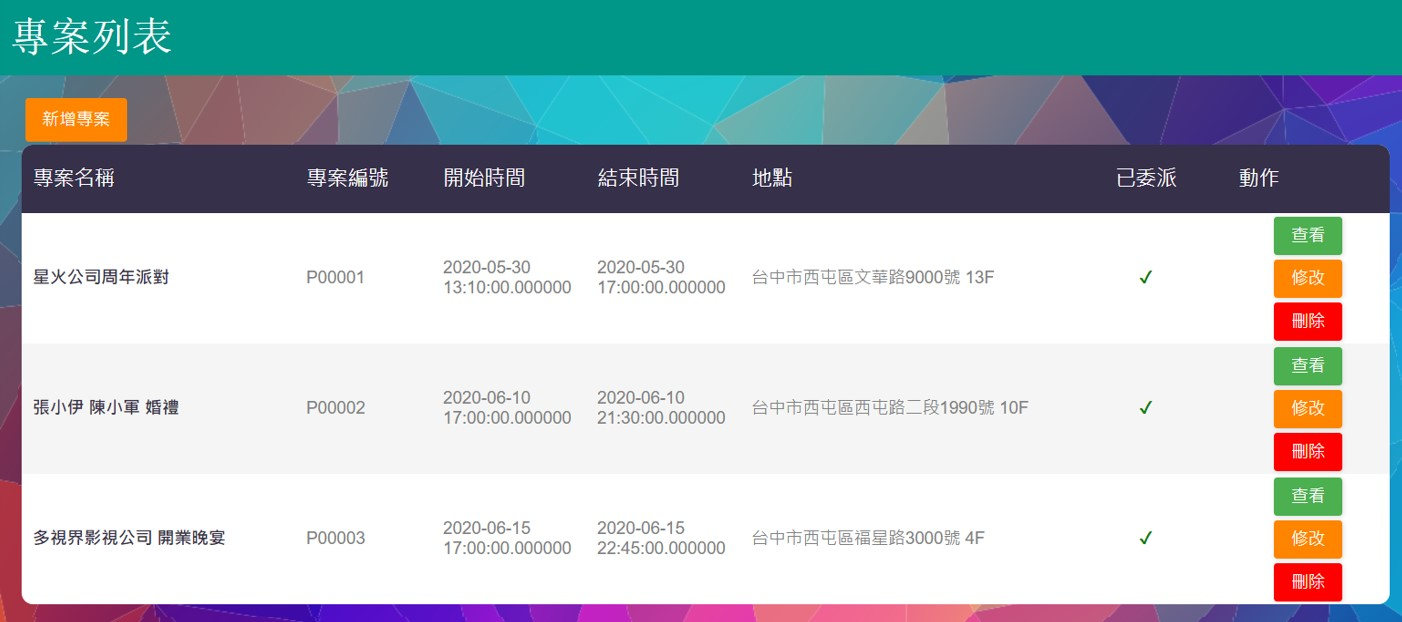 專案列表
新增專案
專案名稱 專案編號 開始時間 結束時間 地點 已委派 動作
星火公司周年派對 P00001 2020-05-30 13:10:00.000000 2020-05-30 17:00:00.000000 台中市西屯區文華路9000號 13F ✓ 查看 修改 刪除
張小伊 陳小軍 婚禮 P00002 2020-06-10 17:00:00.000000 2020-06-10 21:30:00.000000 台中市西屯區西屯路二段1990號 10F ✓ 查看 修改 刪除
多視界影視公司 開業晚宴 P00003 2020-06-15 17:00:00.000000 2020-06-15 22:45:00.000000 台中市西屯區福星路3000號 4F ✓ 查看 修改 刪除